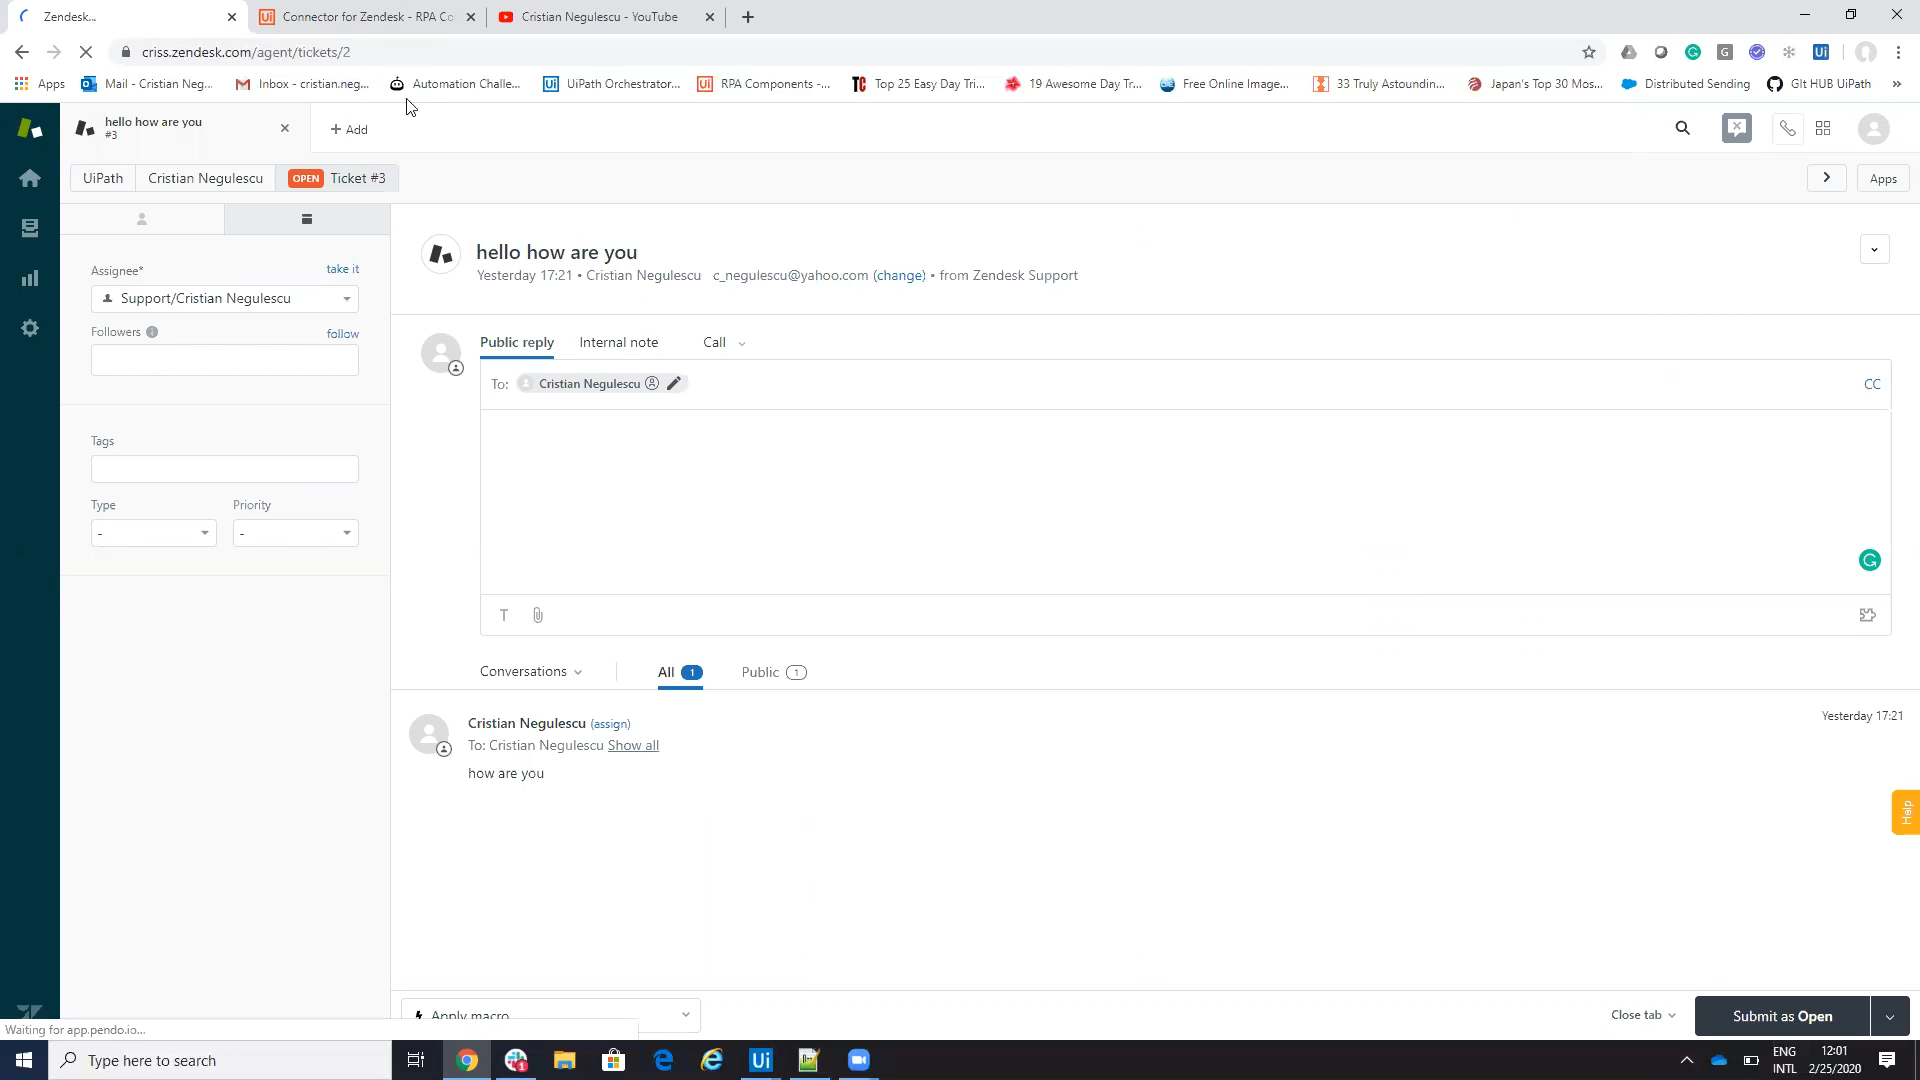 Zendesk...
Connector for Zendesk - RPA Co
Cristian Negulescu - YouTube
criss.zendesk.com/agent/tickets/2
Apps
Mail - Cristian Neg...
Inbox - cristian.neg...
Automation Challe...
UiPath Orchestrator...
RPA Components -...
Top 25 Easy Day Tri...
19 Awesome Day Tr...
Free Online Image...
33 Truly Astoundin...
Japan's Top 30 Mos...
Distributed Sending
GIt HUB UiPath
»
hello how are you
#3
+ Add
UiPath
Cristian Negulescu
OPEN Ticket #3
Apps
Assignee*
take it
Support/Cristian Negulescu
Followers
follow
Tags
Type
Priority
-
-
hello how are you
Yesterday 17:21 • Cristian Negulescu c_negulescu@yahoo.com (change) • from Zendesk Support
Public reply
Internal note
Call
To: Cristian Negulescu
CC
T
Conversations
All 1
Public 1
Cristian Negulescu (assign)
Yesterday 17:21
To: Cristian Negulescu Show all
how are you
Help
Apply macro
Close tab
Submit as Open
Waiting for app.pendo.io...
Type here to search
ENG
INTL
12:01
2/25/2020